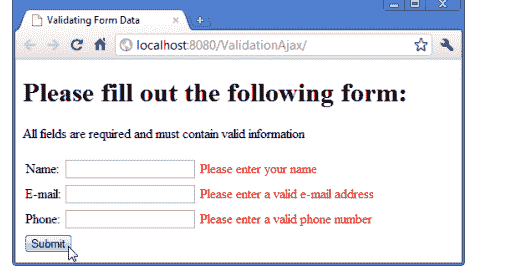 Validating Form Data
localhost:8080/ValidationAjax/
Please fill out the following form:
All fields are required and must contain valid information
Name: Please enter your name
E-mail: Please enter a valid e-mail address
Phone: Please enter a valid phone number
Submit